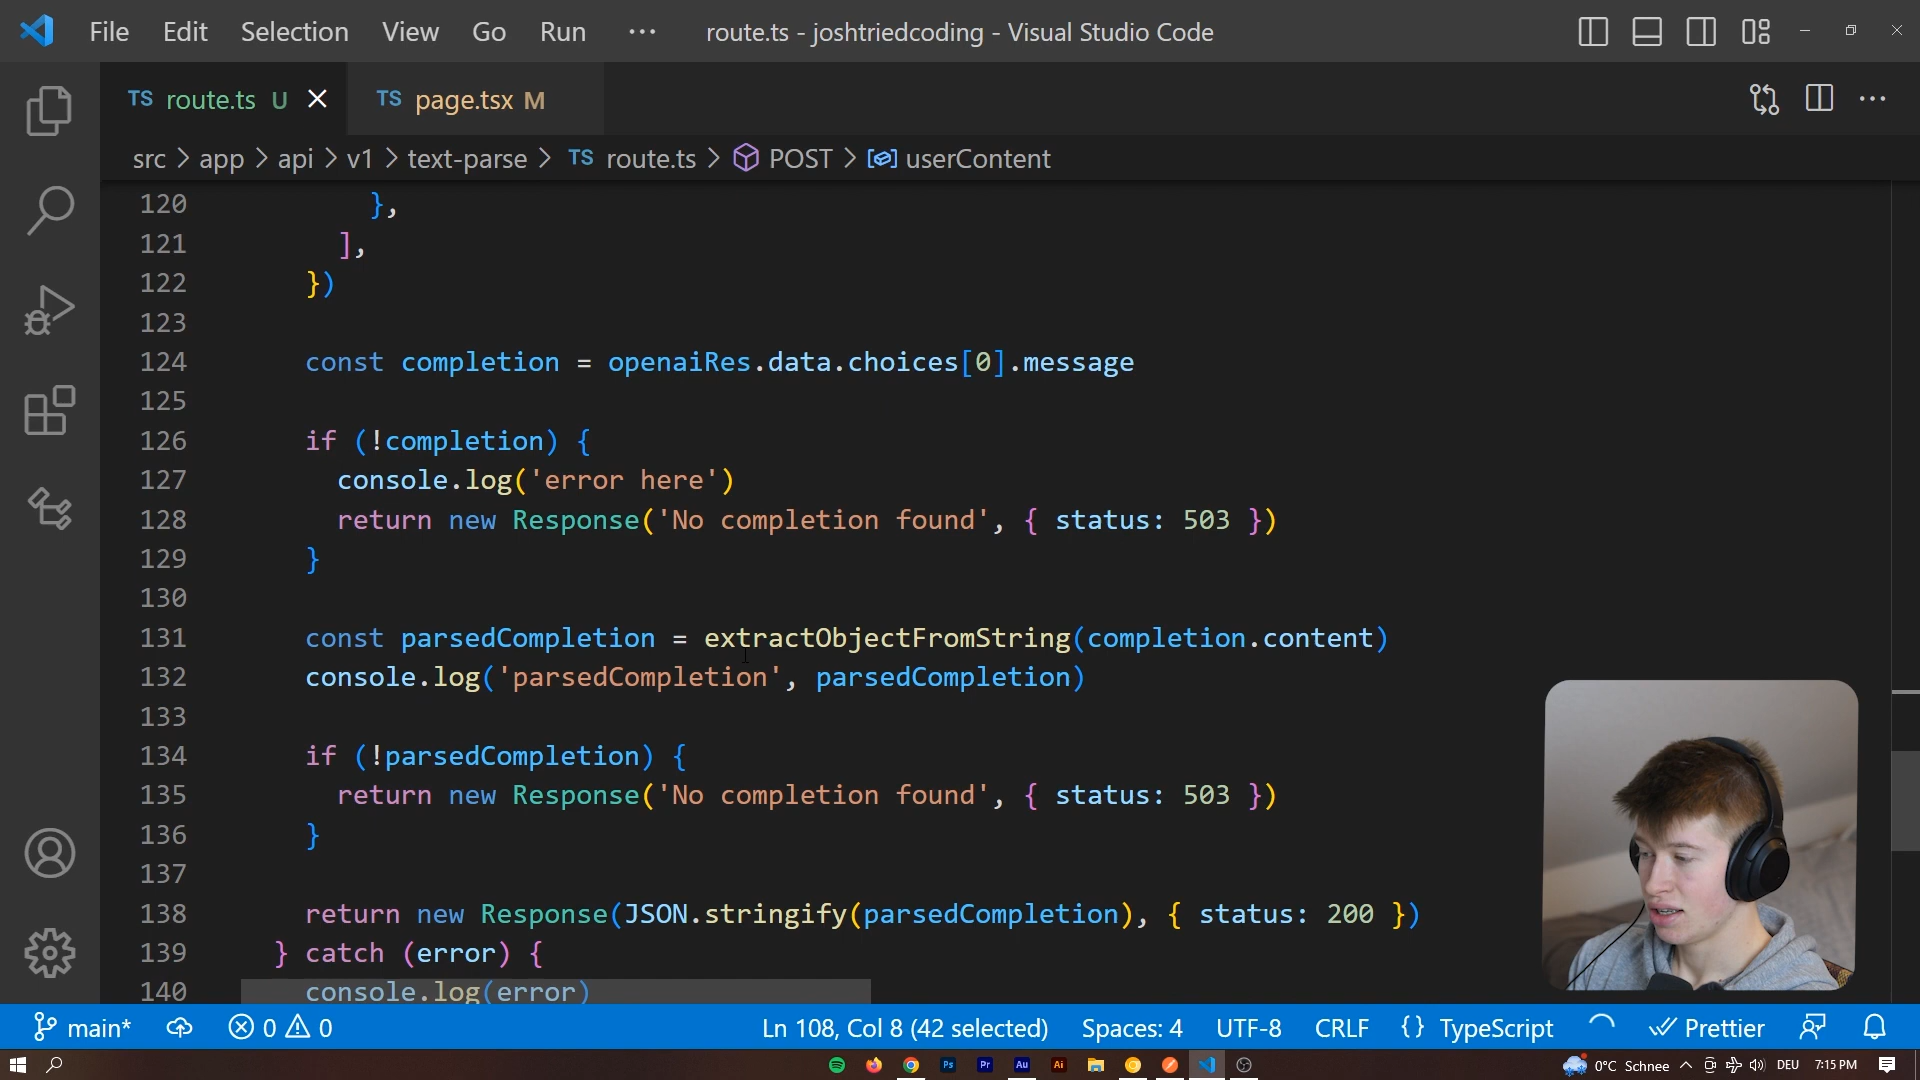 File Edit Selection View Go Run ··· route.ts - joshtriedcoding - Visual Studio Code
TS route.ts U TS page.tsx M
src > app > api > v1 > text-parse > TS route.ts > POST > userContent
120 },
121 ],
122 })
123
124 const completion = openaiRes.data.choices[0].message
125
126 if (!completion) {
127 console.log('error here')
128 return new Response('No completion found', { status: 503 })
129 }
130
131 const parsedCompletion = extractObjectFromString(completion.content)
132 console.log('parsedCompletion', parsedCompletion)
133
134 if (!parsedCompletion) {
135 return new Response('No completion found', { status: 503 })
136 }
137
138 return new Response(JSON.stringify(parsedCompletion), { status: 200 })
139 } catch (error) {
140 console.log(error)
main* 0 0 Ln 108, Col 8 (42 selected) Spaces: 4 UTF-8 CRLF {} TypeScript Prettier
Ps Pr Au Ai 0°C Schnee DEU 7:15 PM